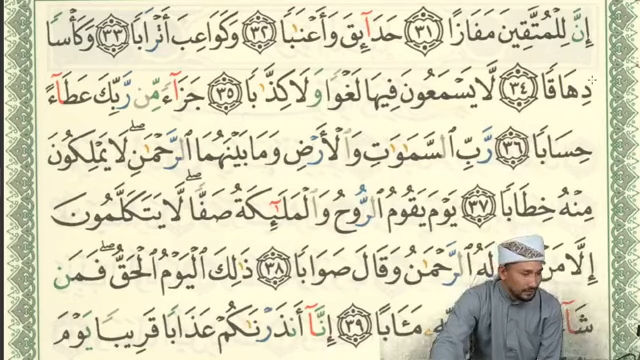 إِنَّ لِلْمُتَّقِينَ مَفَازًا ٣١ حَدَآئِقَ وَأَعْنَٰبًا ٣٢ وَكَوَاعِبَ أَتْرَابًا ٣٣ وَكَأْسًا
دِهَاقًا ٣٤ لَّا يَسْمَعُونَ فِيهَا لَغْوًا وَلَا كِذَّٰبًا ٣٥ جَزَآءً مِّن رَّبِّكَ عَطَآءً
حِسَابًا ٣٦ رَّبِّ ٱلسَّمَٰوَٰتِ وَٱلْأَرْضِ وَمَا بَيْنَهُمَا ٱلرَّحْمَٰنِ ۖ لَا يَمْلِكُونَ
مِنْهُ خِطَابًا ٣٧ يَوْمَ يَقُومُ ٱلرُّوحُ وَٱلْمَلَٰٓئِكَةُ صَفًّا ۖ لَّا يَتَكَلَّمُونَ
إِلَّا مَنْ لَهُ ٱلرَّحْمَٰنُ وَقَالَ صَوَابًا ٣٨ ذَٰلِكَ ٱلْيَوْمُ ٱلْحَقُّ ۖ فَمَن
مَـَٔابًا ٣٩ إِنَّآ أَنذَرْنَٰكُمْ عَذَابًا قَرِيبًا يَوْمَ